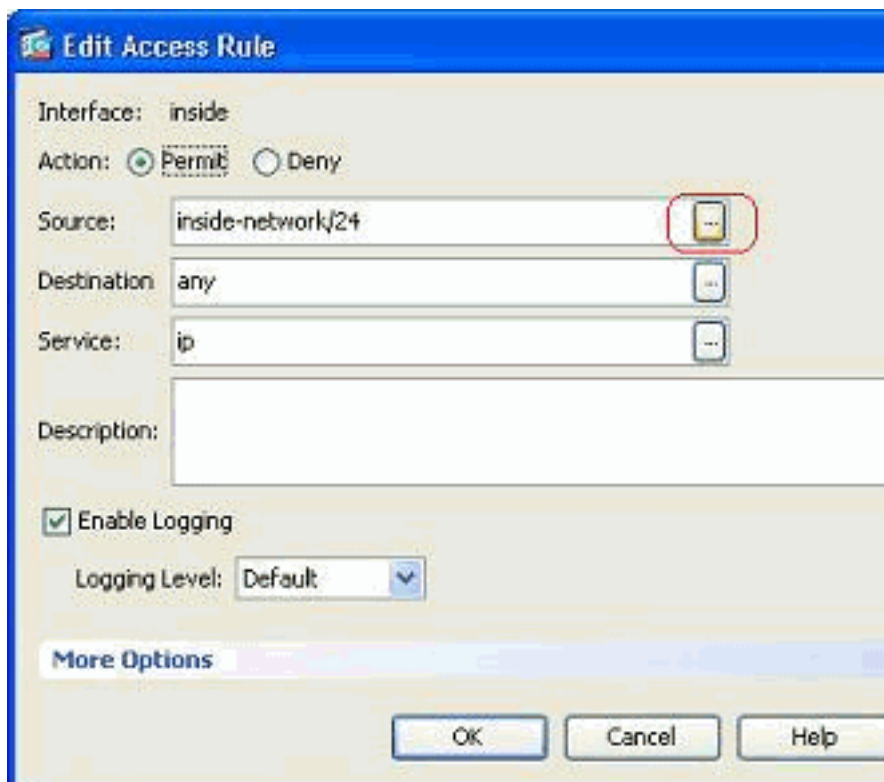 Edit Access Rule
Interface: inside
Action: Permit Deny
Source: inside-network/24 ...
Destination any ...
Service: ip ...
Description:
Enable Logging
Logging Level: Default
More Options
OK Cancel Help